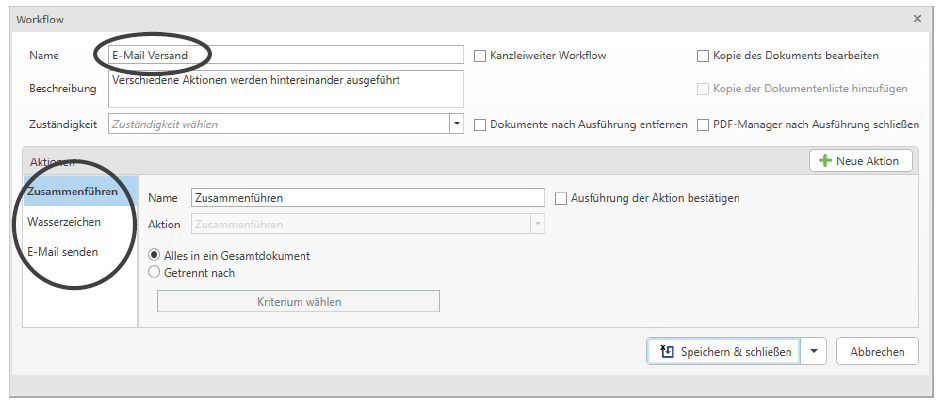 Workflow
Name E-Mail Versand Kanzleiweiter Workflow Kopie des Dokuments bearbeiten
Beschreibung Verschiedene Aktionen werden hintereinander ausgeführt Kopie der Dokumentenliste hinzufügen
Zuständigkeit Zuständigkeit wählen Dokumente nach Ausführung entfernen PDF-Manager nach Ausführung schließen
Aktionen Neue Aktion
Zusammenführen
Wasserzeichen
E-Mail senden
Name Zusammenführen Ausführung der Aktion bestätigen
Aktion Zusammenführen
Alles in ein Gesamtdokument
Getrennt nach
Kriterium wählen
Speichern & schließen Abbrechen